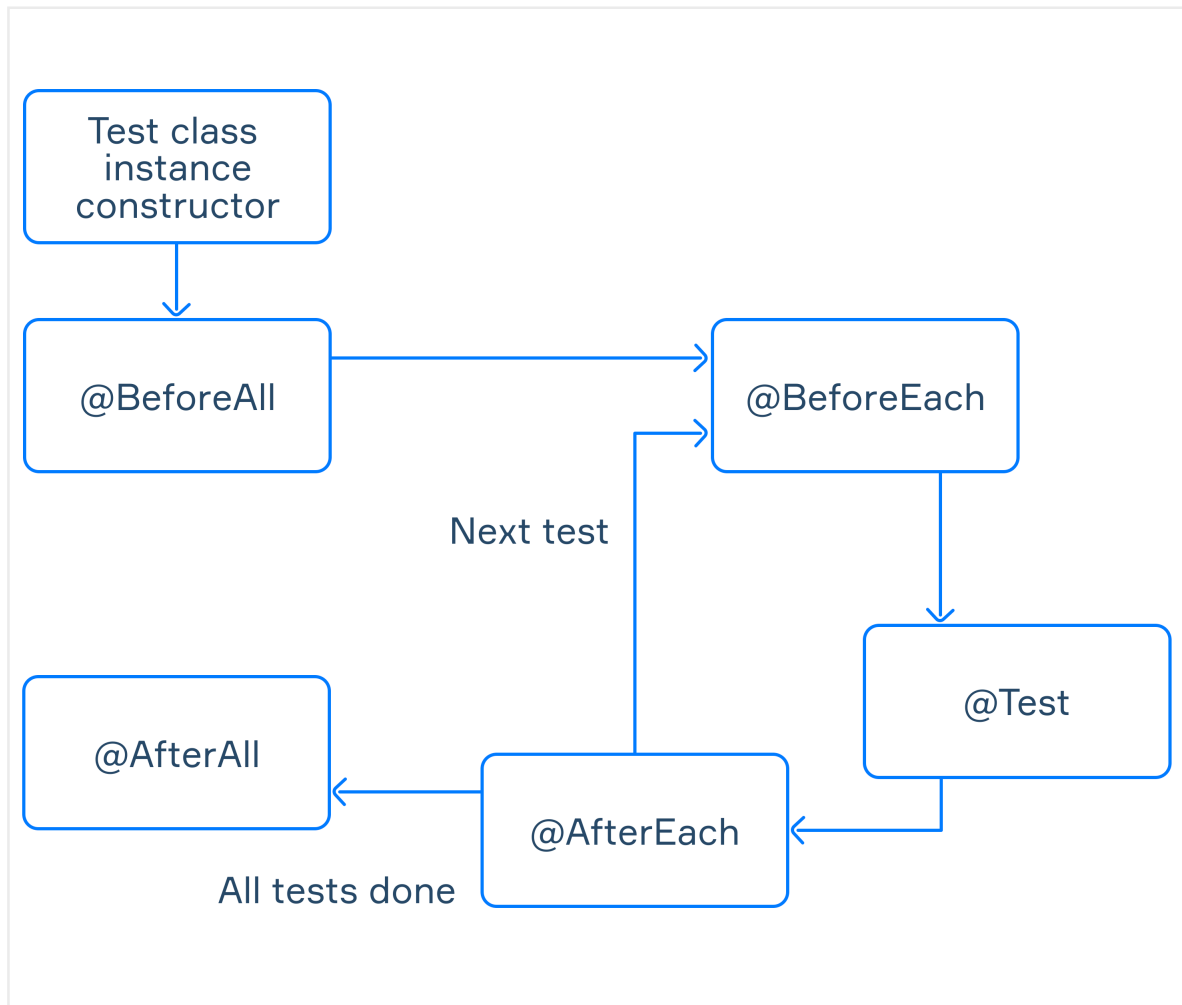 Test class
instance
constructor
@BeforeAll
@BeforeEach
Next test
@Test
@AfterAll
@AfterEach
All tests done